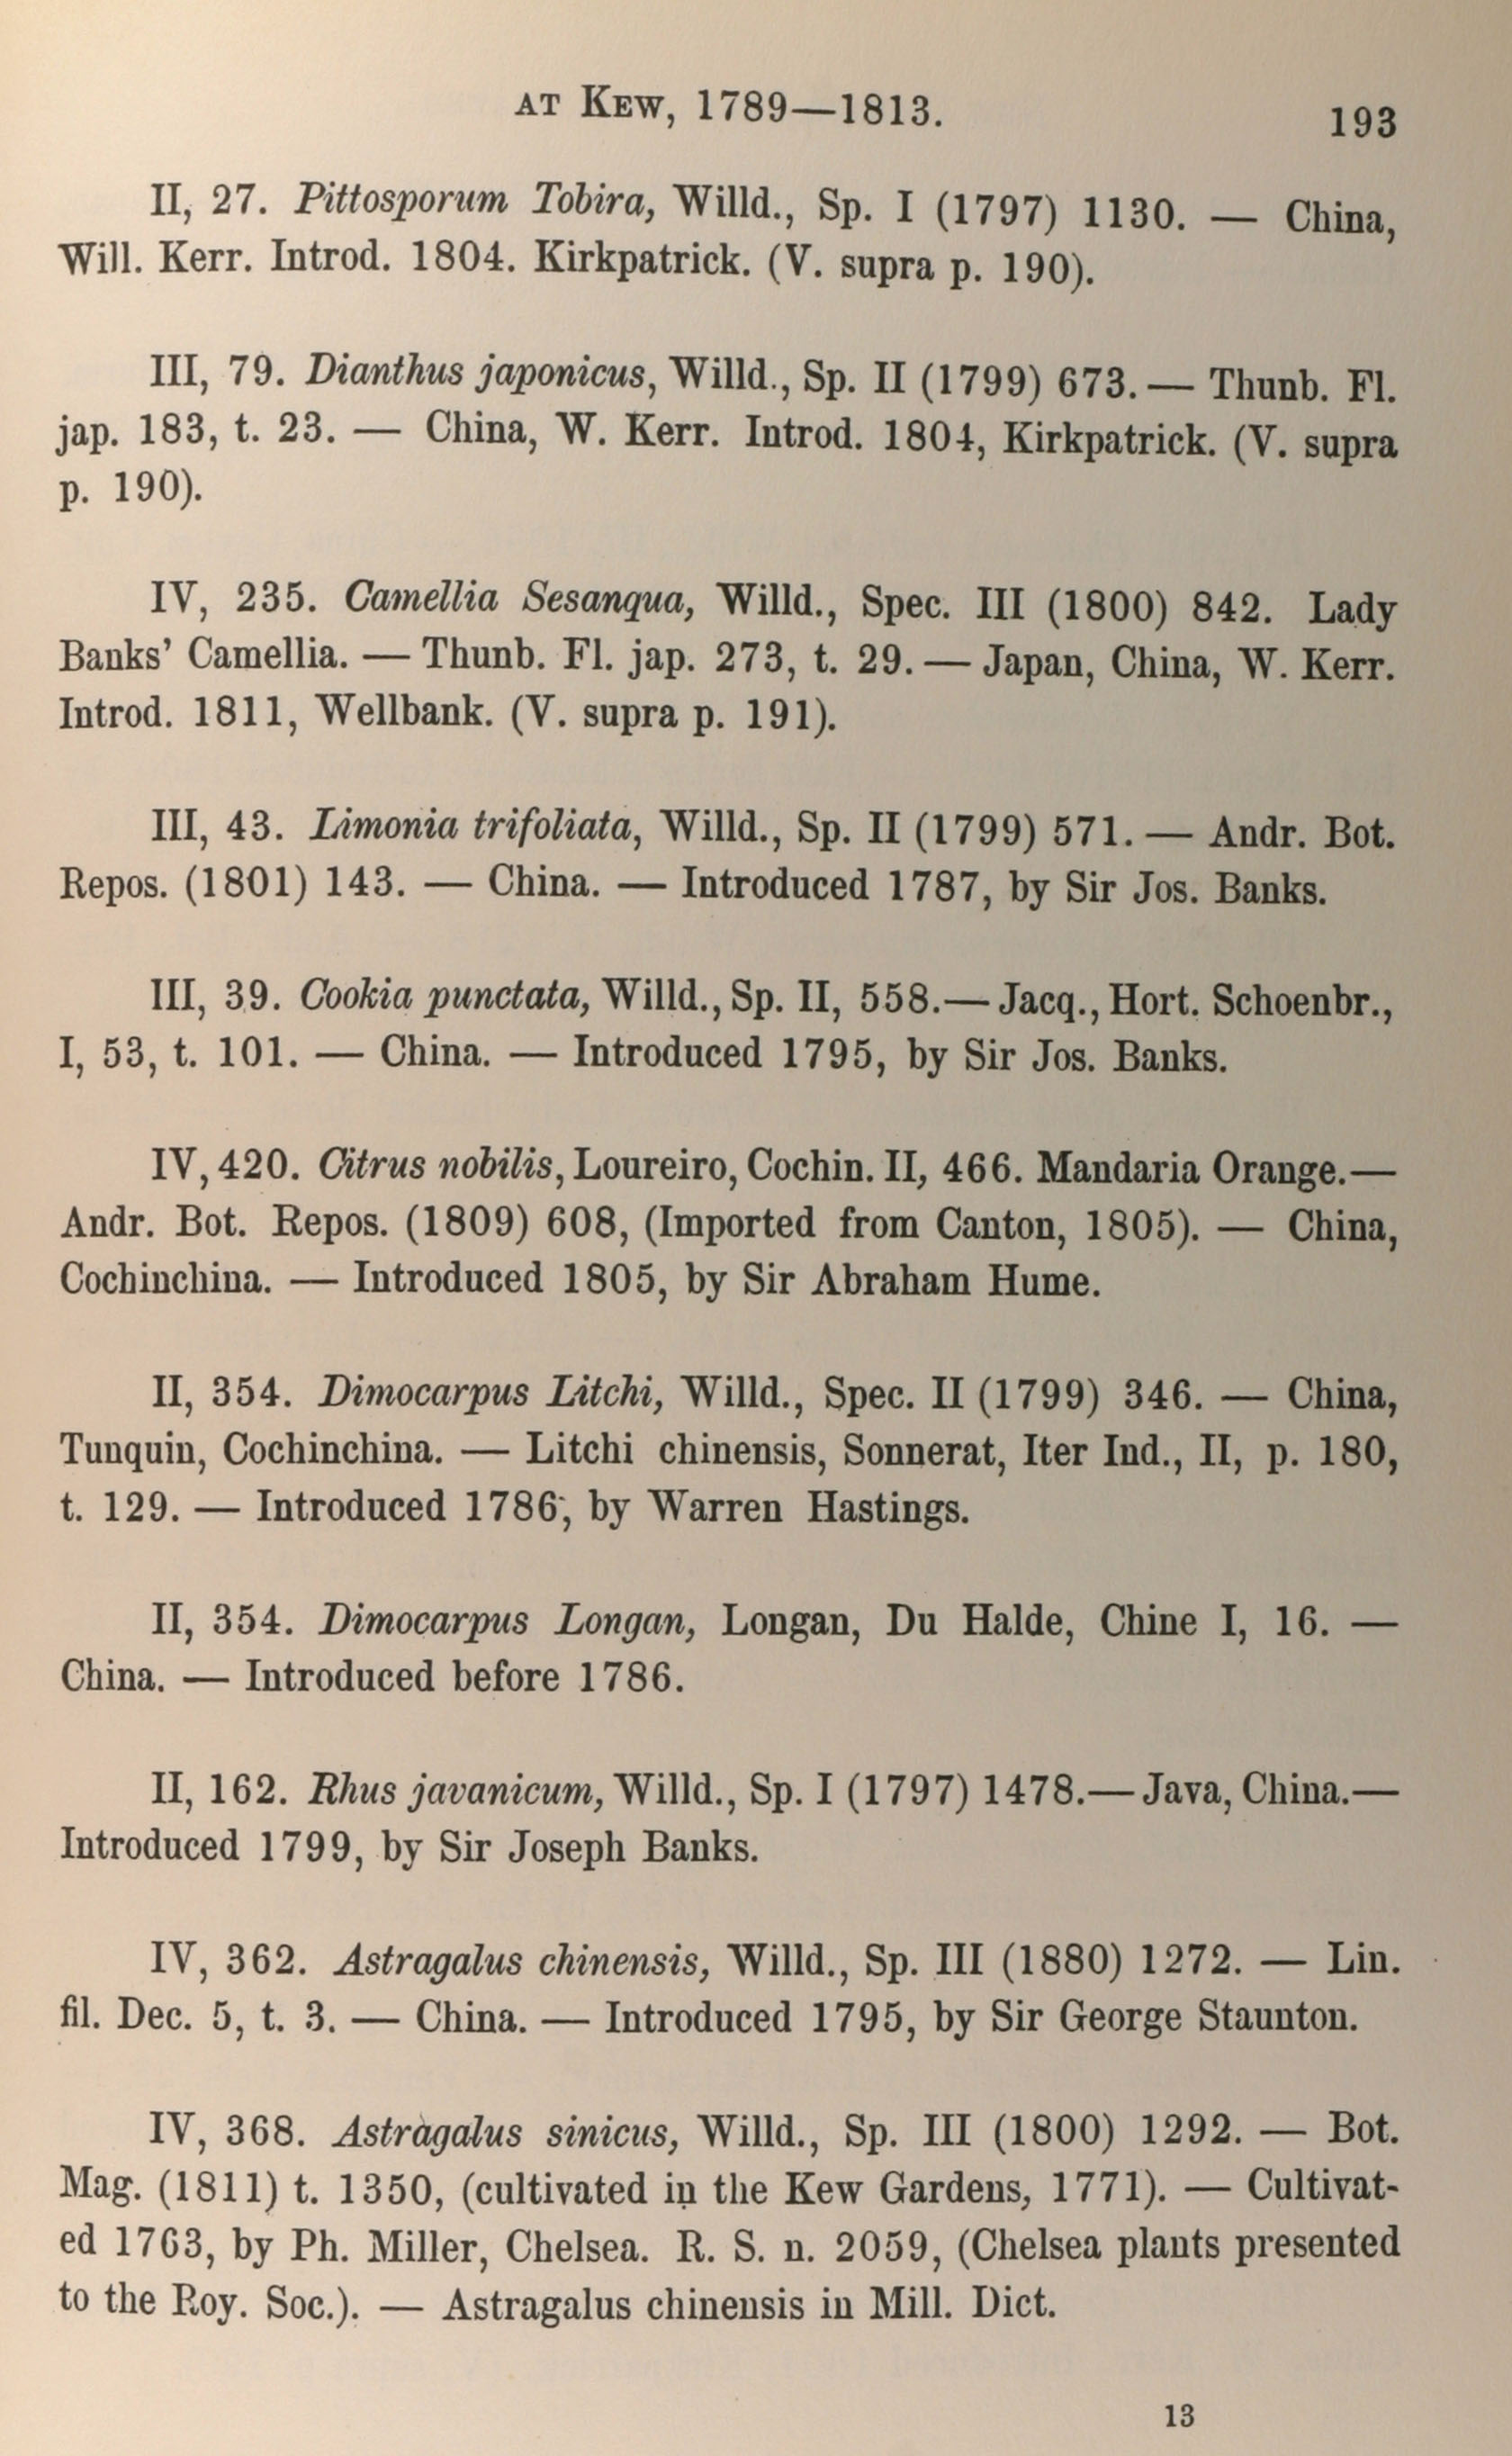 AT KEW, 1789—1813.
193
II, 27. Pittosporum Tobira, Willd., Sp. I (1797) 1130. — China,
Will. Kerr. Introd. 1804. Kirkpatrick. (V. supra p. 190).
III, 79. Dianthus japonicus, Willd., Sp. II (1799) 673. — Thunb. Fl.
jap. 183, t. 23. — China, W. Kerr. Introd. 1804, Kirkpatrick. (V. supra
p. 190).
IV, 235. Camellia Sesanqua, Willd., Spec. III (1800) 842. Lady
Banks' Camellia. — Thunb. Fl. jap. 273, t. 29. — Japan, China, W. Kerr.
Introd. 1811, Wellbank. (V. supra p. 191).
III, 43. Limonia trifoliata, Willd., Sp. II (1799) 571. — Andr. Bot.
Repos. (1801) 143. — China. — Introduced 1787, by Sir Jos. Banks.
III, 39. Cookia punctata, Willd., Sp. II, 558. — Jacq., Hort. Schoenbr.,
I, 53, t. 101. — China. — Introduced 1795, by Sir Jos. Banks.
IV, 420. Citrus nobilis, Loureiro, Cochin. II, 466. Mandaria Orange.—
Andr. Bot. Repos. (1809) 608, (Imported from Canton, 1805). — China,
Cochinchina. — Introduced 1805, by Sir Abraham Hume.
II, 354. Dimocarpus Litchi, Willd., Spec. II (1799) 346. — China,
Tunquin, Cochinchina. — Litchi chinensis, Sonnerat, Iter Ind., II, p. 180,
t. 129. — Introduced 1786, by Warren Hastings.
II, 354. Dimocarpus Longan, Longan, Du Halde, Chine I, 16. —
China. — Introduced before 1786.
II, 162. Rhus javanicum, Willd., Sp. I (1797) 1478.—Java, China.—
Introduced 1799, by Sir Joseph Banks.
IV, 362. Astragalus chinensis, Willd., Sp. III (1880) 1272. — Lin.
fil. Dec. 5, t. 3. — China. — Introduced 1795, by Sir George Staunton.
IV, 368. Astragalus sinicus, Willd., Sp. III (1800) 1292. — Bot.
Mag. (1811) t. 1350, (cultivated in the Kew Gardens, 1771). — Cultivat-
ed 1763, by Ph. Miller, Chelsea. R. S. n. 2059, (Chelsea plants presented
to the Roy. Soc.). — Astragalus chinensis in Mill. Dict.
13